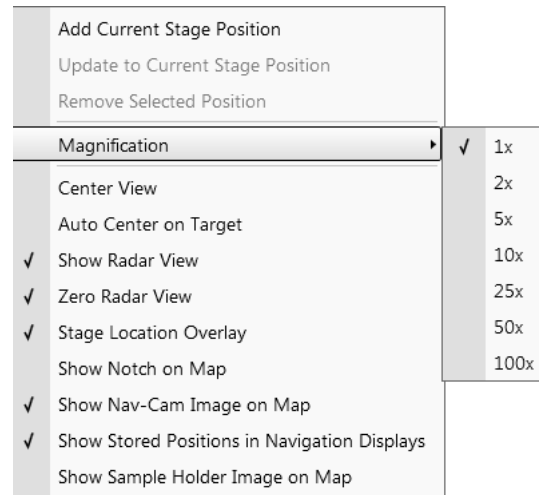 Add Current Stage Position
Update to Current Stage Position
Remove Selected Position
Magnification
Center View
Auto Center on Target
Show Radar View
Zero Radar View
Stage Location Overlay
Show Notch on Map
Show Nav-Cam Image on Map
Show Stored Positions in Navigation Displays
Show Sample Holder Image on Map
1x
2x
5x
10x
25x
50x
100x